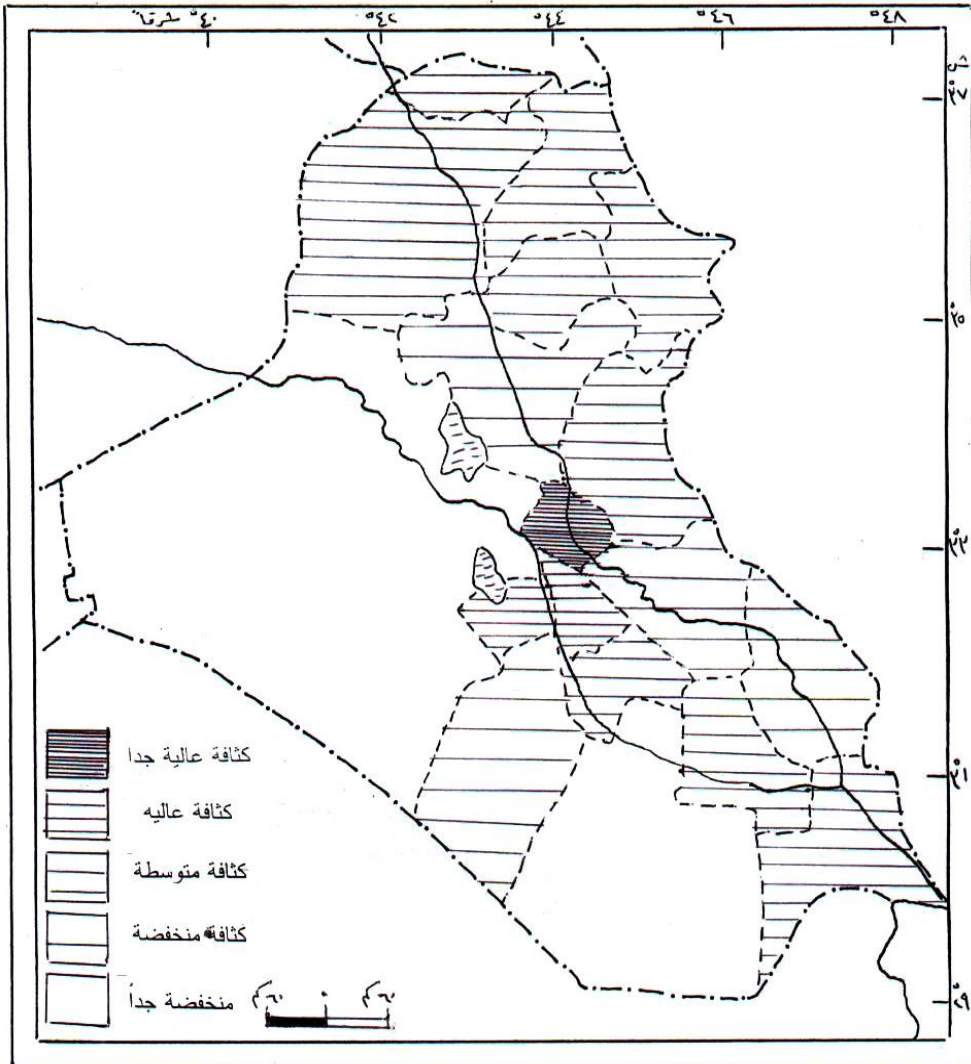 ٤٨° ٤٦° ٤٤° ٤٢° ٤٠° شرقاً
ش
٣٧°
٣٥°
٣٣°
٣١°
٢٩°
كثافة عالية جدا
كثافة عاليه
كثافة متوسطة
كثافة منخفضة
منخفضة جداً
٦٠كم ٠ ٦٠كم